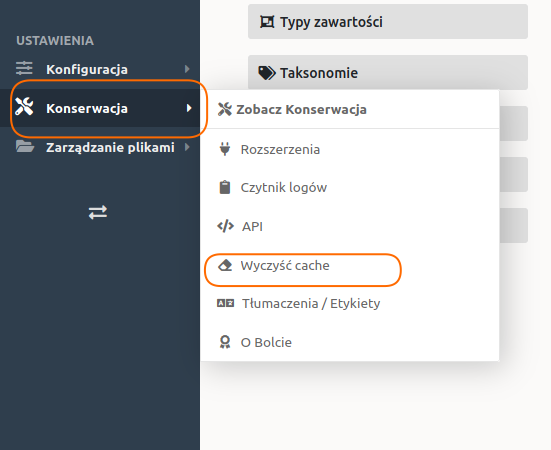 Typy zawartości
USTAWIENIA
Konfiguracja
Taksonomie
Konserwacja
Zobacz Konserwacja
Zarządzanie plikami
Rozszerzenia
Czytnik logów
API
Wyczyść cache
Tłumaczenia / Etykiety
O Bolcie